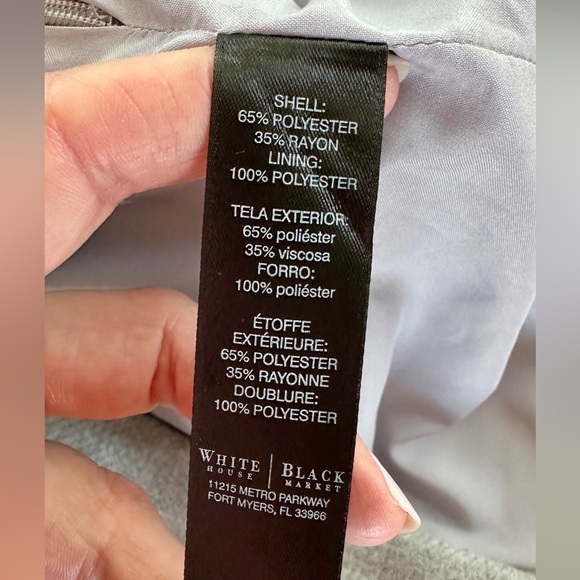 SHELL:
65% POLYESTER
35% RAYON
LINING:
100% POLYESTER
TELA EXTERIOR:
65% poliéster
35% viscosa
FORRO:
100% poliéster
ÉTOFFE
EXTÉRIEURE:
65% POLYESTER
35% RAYONNE
DOUBLURE:
100% POLYESTER
WHITE | BLACK
HOUSE | MARKET
11215 METRO PARKWAY
FORT MYERS, FL 33966